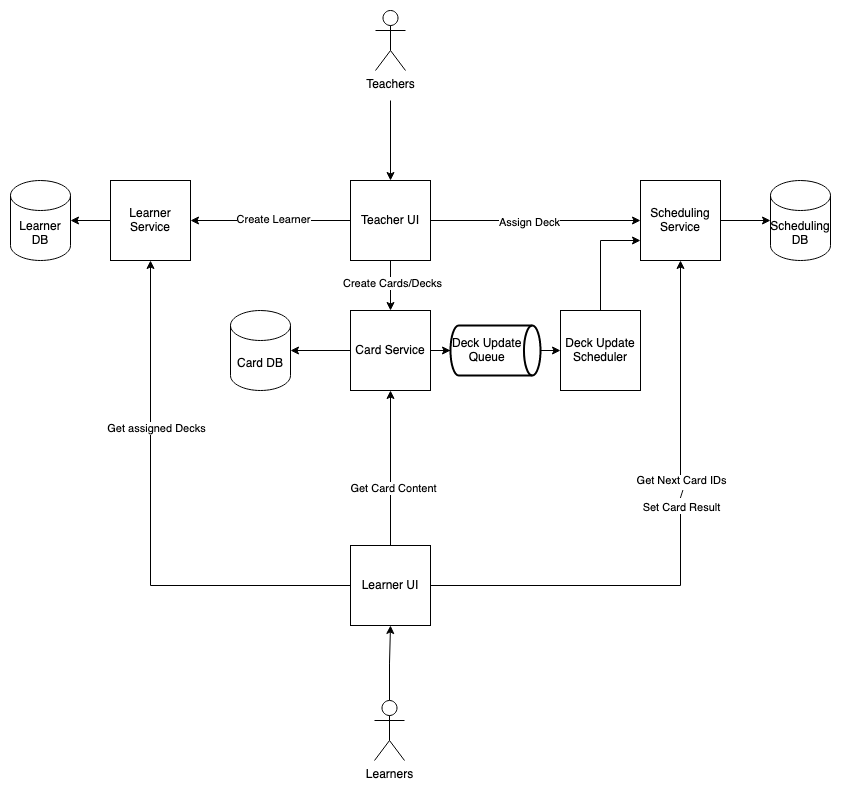 Teachers
Learner
DB
Learner
Service
Create Learner
Teacher UI
Assign Deck
Scheduling
Service
Scheduling
DB
Create Cards/Decks
Card DB
Card Service
Deck Update
Queue
Deck Update
Scheduler
Get assigned Decks
Get Card Content
Get Next Card IDs
/
Set Card Result
Learner UI
Learners